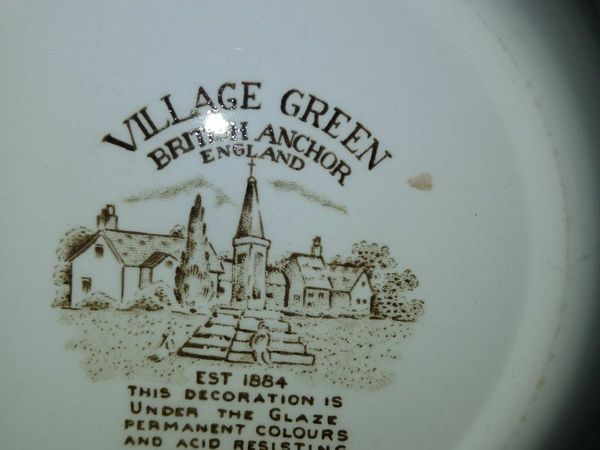 VILLAGE GREEN
BRITISH ANCHOR
ENGLAND
EST 1884
THIS DECORATION IS
UNDER THE GLAZE
PERMANENT COLOURS
AND ACID RESISTING